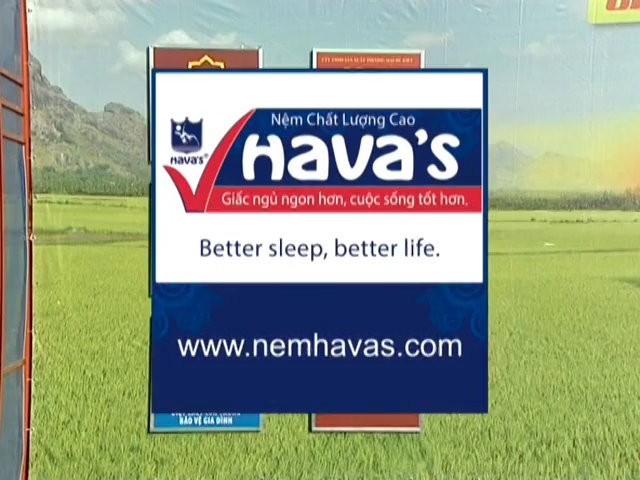 Nệm Chất Lượng Cao
Hava's
Hava's®
Giấc ngủ ngon hơn, cuộc sống tốt hơn.
Better sleep, better life.
www.nemhavas.com
BẢO VỆ GIA ĐÌNH